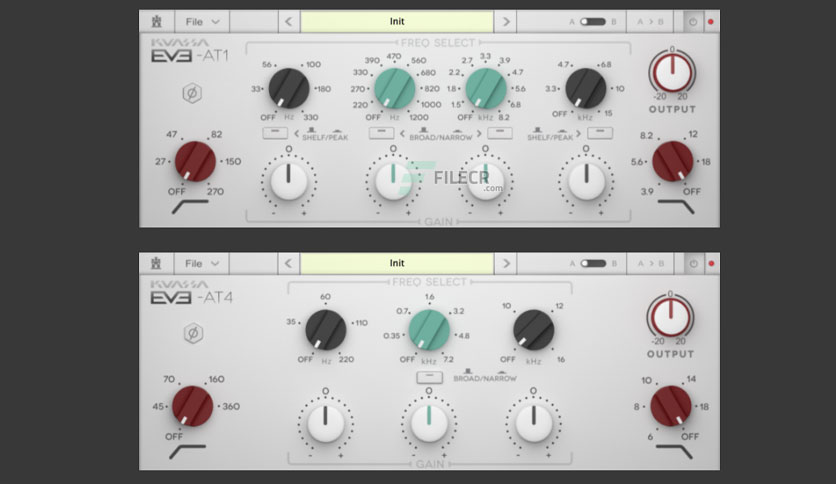 File
Init
A B
A > B
KVASSA
EVE -AT1
FREQ SELECT
33 56 100 180 OFF Hz 330
220 270 330 390 470 560 680 820 1000 OFF Hz 1200
1.5 1.8 2.2 2.7 3.3 3.9 4.7 5.6 6.8 OFF kHz 8.2
3.3 4.7 6.8 10 OFF kHz 15
0
-20 20
OUTPUT
SHELF/PEAK
BROAD/NARROW
SHELF/PEAK
27 47 82 150 OFF 270
0
- +
0
- +
0
- +
0
- +
FILECR
.com
3.9 5.6 8.2 12 18 OFF
GAIN
File
Init
A B
A > B
KVASSA
EVE -AT4
FREQ SELECT
35 60 110 OFF Hz 220
0.35 0.7 1.6 3.2 4.8 OFF kHz 7.2
10 12 OFF kHz 16
0
-20 20
OUTPUT
BROAD/NARROW
45 70 160 360 OFF
0
- +
0
- +
0
- +
6 8 10 14 18 OFF
GAIN